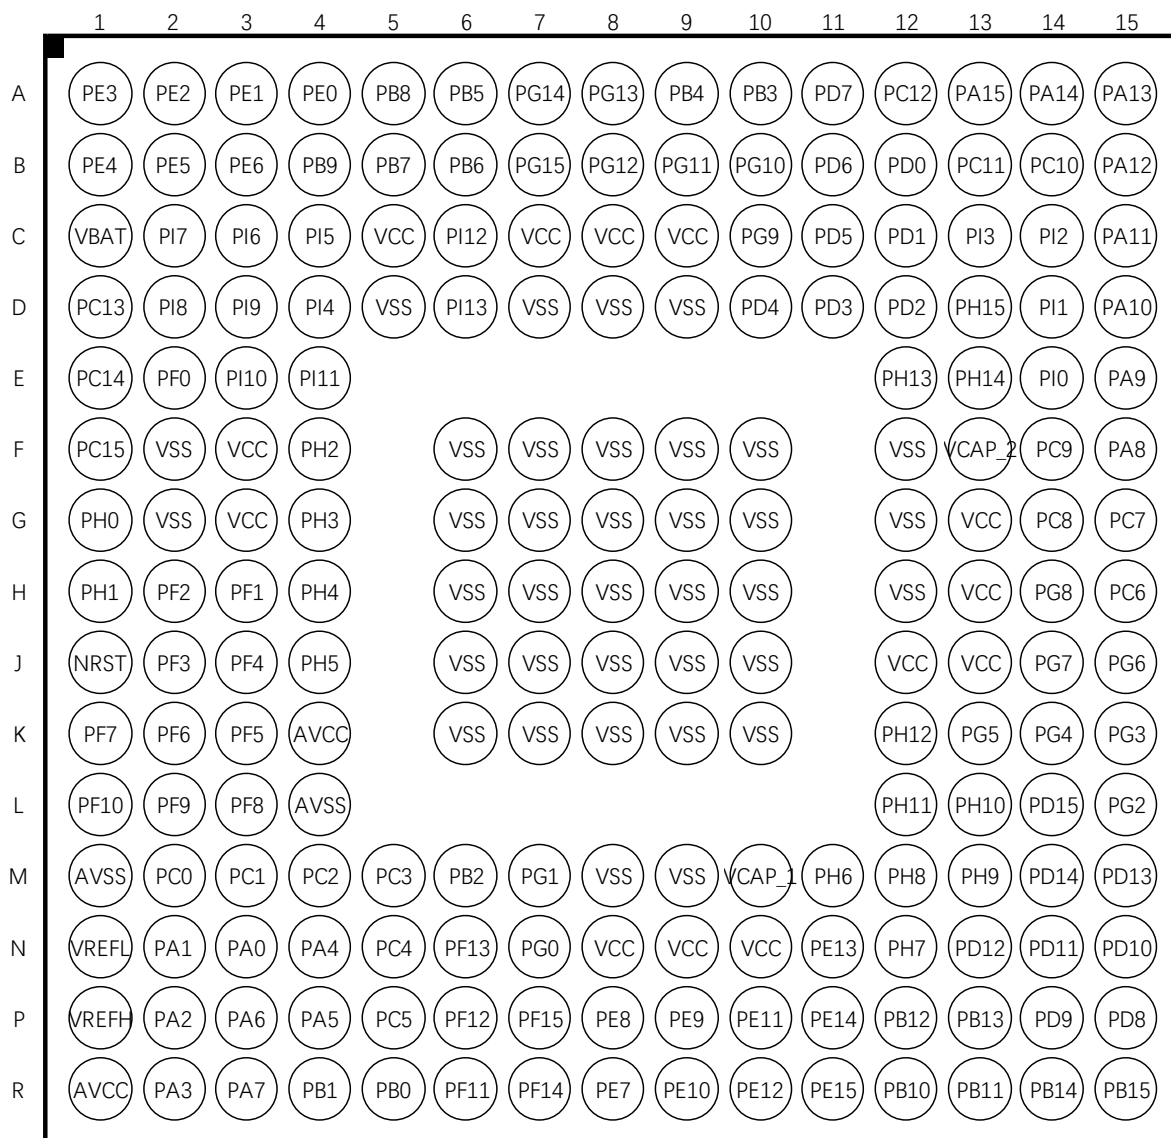 1 2 3 4 5 6 7 8 9 10 11 12 13 14 15
A PE3 PE2 PE1 PE0 PB8 PB5 PG14 PG13 PB4 PB3 PD7 PC12 PA15 PA14 PA13
B PE4 PE5 PE6 PB9 PB7 PB6 PG15 PG12 PG11 PG10 PD6 PD0 PC11 PC10 PA12
C VBAT PI7 PI6 PI5 VCC PI12 VCC VCC VCC PG9 PD5 PD1 PI3 PI2 PA11
D PC13 PI8 PI9 PI4 VSS PI13 VSS VSS VSS PD4 PD3 PD2 PH15 PI1 PA10
E PC14 PF0 PI10 PI11 PH13 PH14 PI0 PA9
F PC15 VSS VCC PH2 VSS VSS VSS VSS VSS VSS VCAP_2 PC9 PA8
G PH0 VSS VCC PH3 VSS VSS VSS VSS VSS VSS VCC PC8 PC7
H PH1 PF2 PF1 PH4 VSS VSS VSS VSS VSS VSS VCC PG8 PC6
J NRST PF3 PF4 PH5 VSS VSS VSS VSS VSS VCC VCC PG7 PG6
K PF7 PF6 PF5 AVCC VSS VSS VSS VSS VSS PH12 PG5 PG4 PG3
L PF10 PF9 PF8 AVSS PH11 PH10 PD15 PG2
M AVSS PC0 PC1 PC2 PC3 PB2 PG1 VSS VSS VCAP_1 PH6 PH8 PH9 PD14 PD13
N VREFL PA1 PA0 PA4 PC4 PF13 PG0 VCC VCC VCC PE13 PH7 PD12 PD11 PD10
P VREFH PA2 PA6 PA5 PC5 PF12 PF15 PE8 PE9 PE11 PE14 PB12 PB13 PD9 PD8
R AVCC PA3 PA7 PB1 PB0 PF11 PF14 PE7 PE10 PE12 PE15 PB10 PB11 PB14 PB15